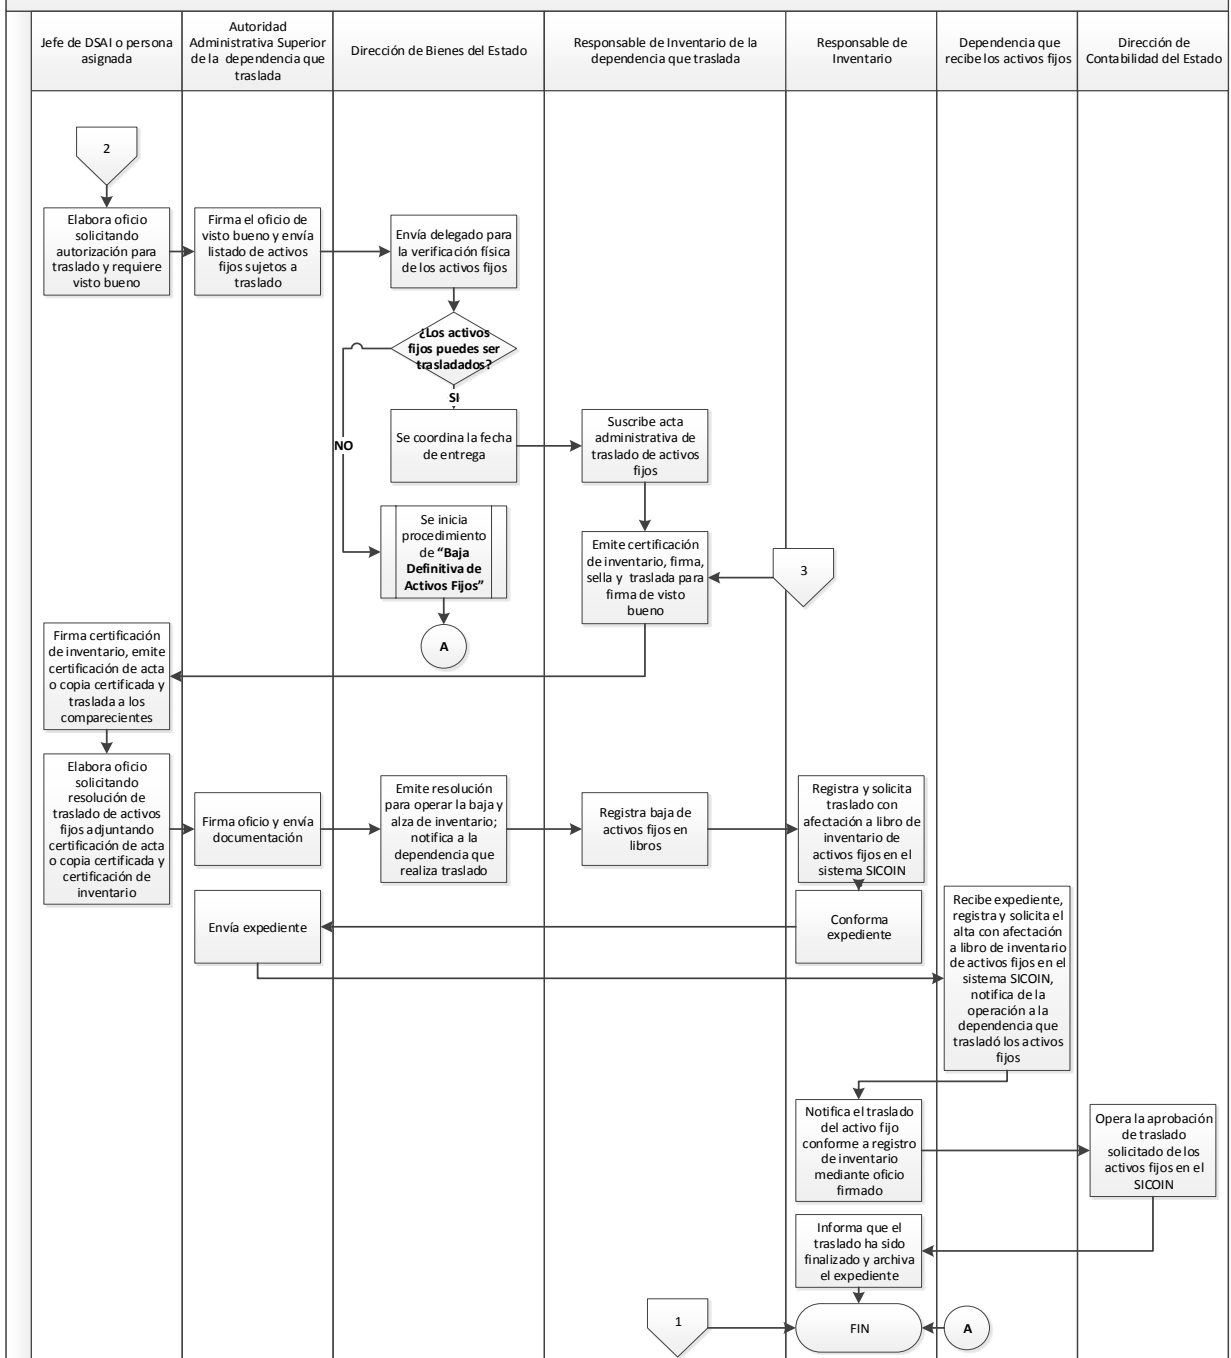 Jefe de DSAI o persona
asignada
Autoridad
Administrativa Superior
de la dependencia que
traslada
Dirección de Bienes del Estado
Responsable de Inventario de la
dependencia que traslada
Responsable de
Inventario
Dependencia que
recibe los activos fijos
Dirección de
Contabilidad del Estado
2
Elabora oficio
solicitando
autorización para
traslado y requiere
visto bueno
Firma el oficio de
visto bueno y envía
listado de activos
fijos sujetos a
traslado
Envía delegado para
la verificación física
de los activos fijos
¿Los activos
fijos puedes ser
trasladados?
SI
NO
Se coordina la fecha
de entrega
Suscribe acta
administrativa de
traslado de activos
fijos
Se inicia
procedimiento
de “Baja
Definitiva de
Activos Fijos”
Emite certificación
de inventario, firma,
sella y traslada para
firma de visto
bueno
3
A
Firma certificación
de inventario, emite
certificación de acta
o copia certificada y
traslada a los
comparecientes
Elabora oficio
solicitando
resolución de
traslado de activos
fijos adjuntando
certificación de acta
o copia certificada y
certificación de
inventario
Firma oficio y envía
documentación
Emite resolución
para operar la baja y
alza de inventario;
notifica a la
dependencia que
realiza traslado
Registra baja de
activos fijos en
libros
Registra y solicita
traslado con
afectación a libro de
inventario de
activos fijos en el
sistema SICOIN
Envía expediente
Conforma
expediente
Recibe expediente,
registra y solicita el
alta con afectación
a libro de inventario
de activos fijos en el
sistema SICOIN,
notifica de la
operación a la
dependencia que
trasladó los activos
fijos
Notifica el traslado
del activo fijo
conforme a registro
de inventario
mediante oficio
firmado
Opera la aprobación
de traslado
solicitado de los
activos fijos en el
SICOIN
Informa que el
traslado ha sido
finalizado y archiva
el expediente
1
FIN
A